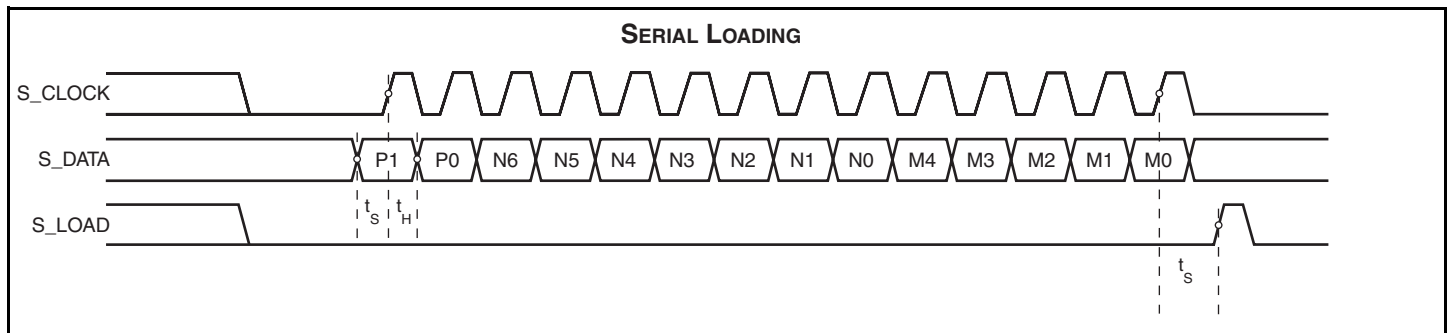 SERIAL LOADING
S_CLOCK
S_DATA
P1 P0 N6 N5 N4 N3 N2 N1 N0 M4 M3 M2 M1 M0
tS tH
S_LOAD
tS